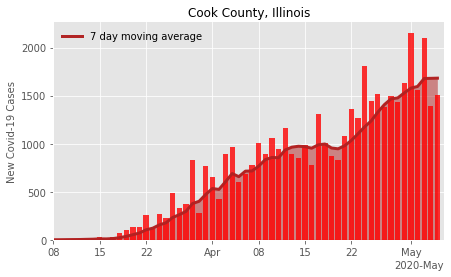 Cook County, Illinois
7 day moving average
New Covid-19 Cases
2000
1500
1000
500
0
08 15 22 Apr 08 15 22 May
2020-May